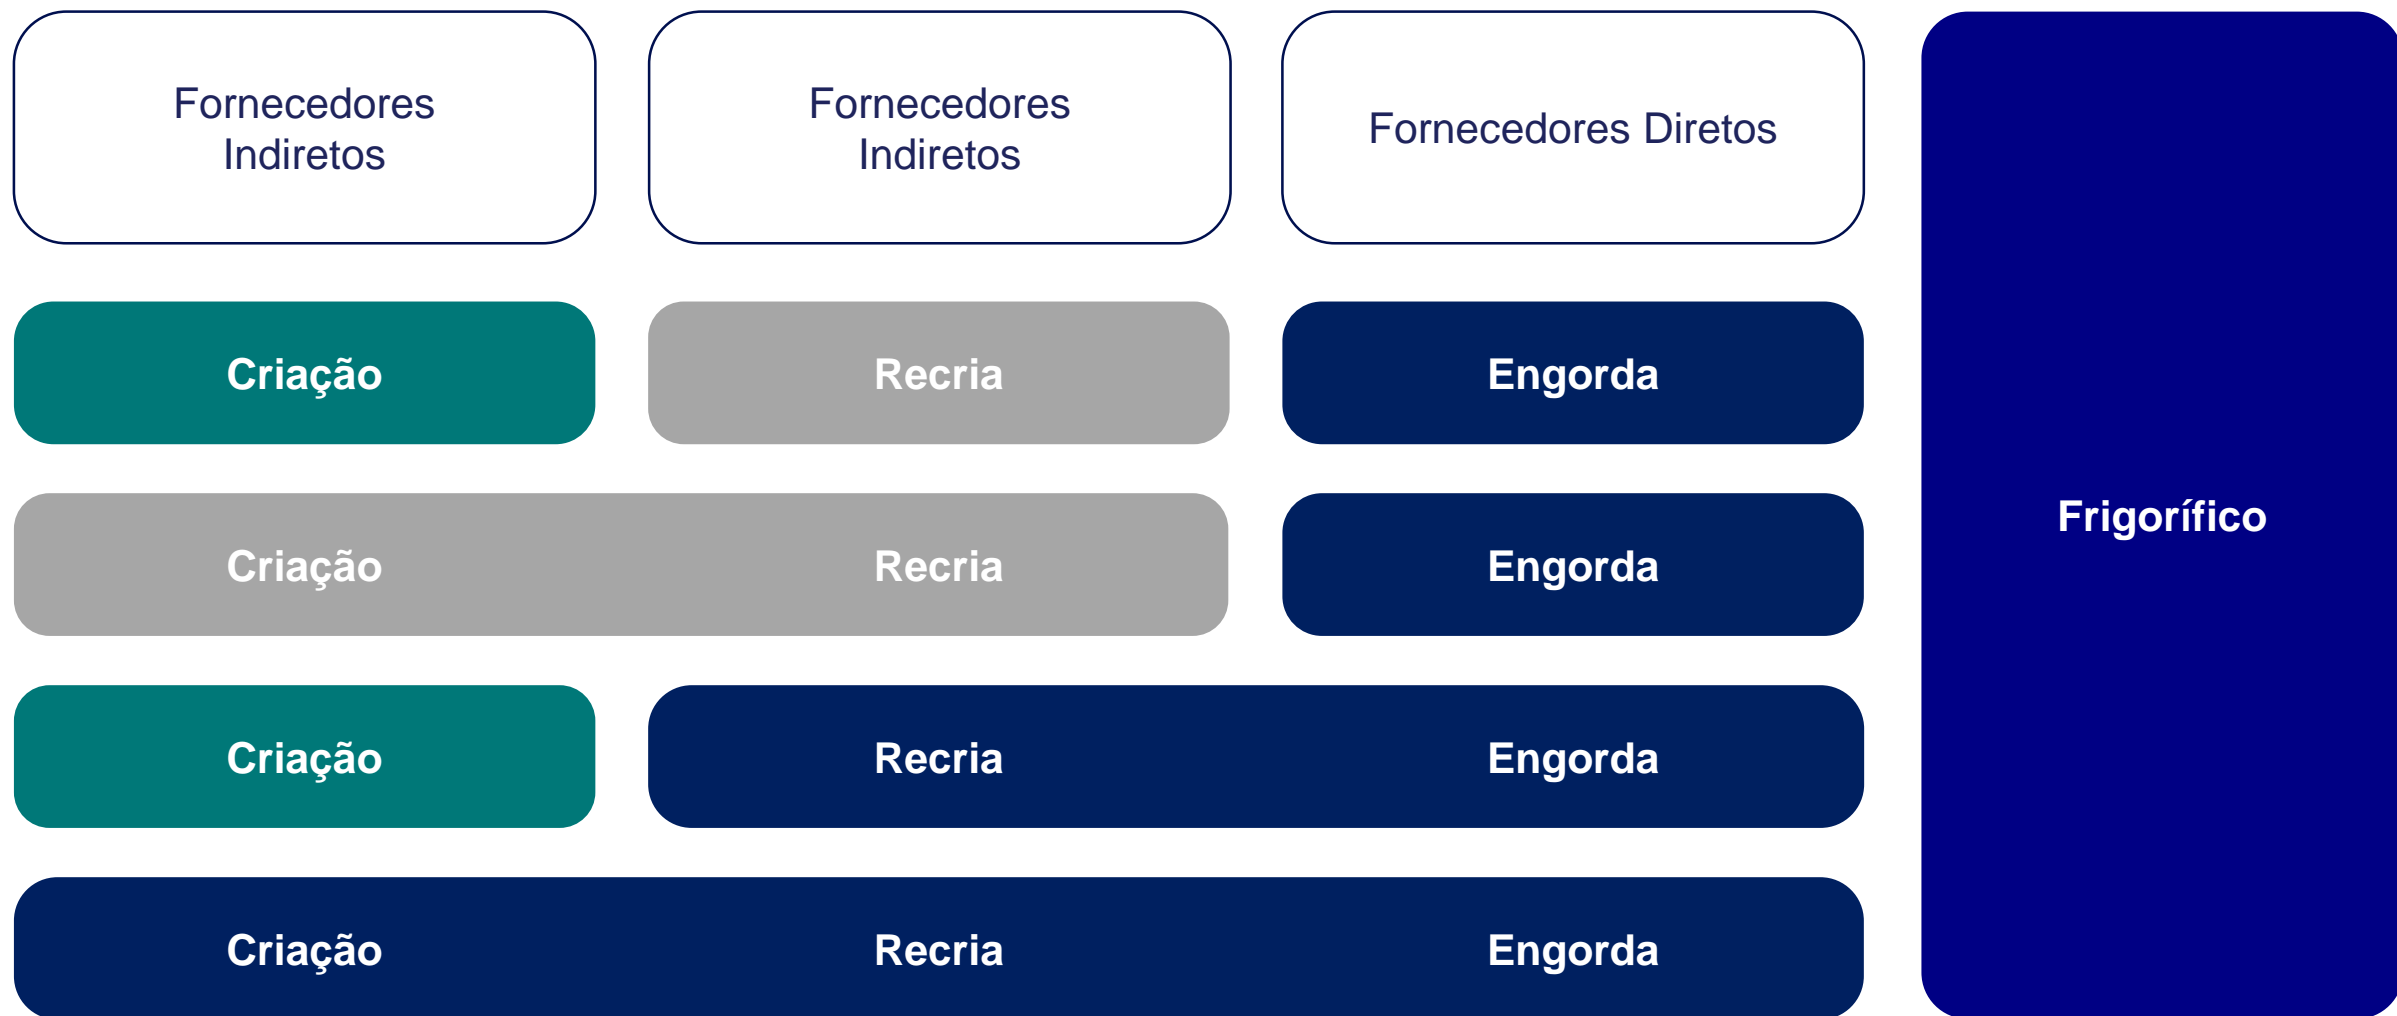 Fornecedores
Indiretos
Fornecedores
Indiretos
Fornecedores Diretos
Criação
Recria
Engorda
Criação
Recria
Engorda
Criação
Recria
Engorda
Criação
Recria
Engorda
Frigorífico